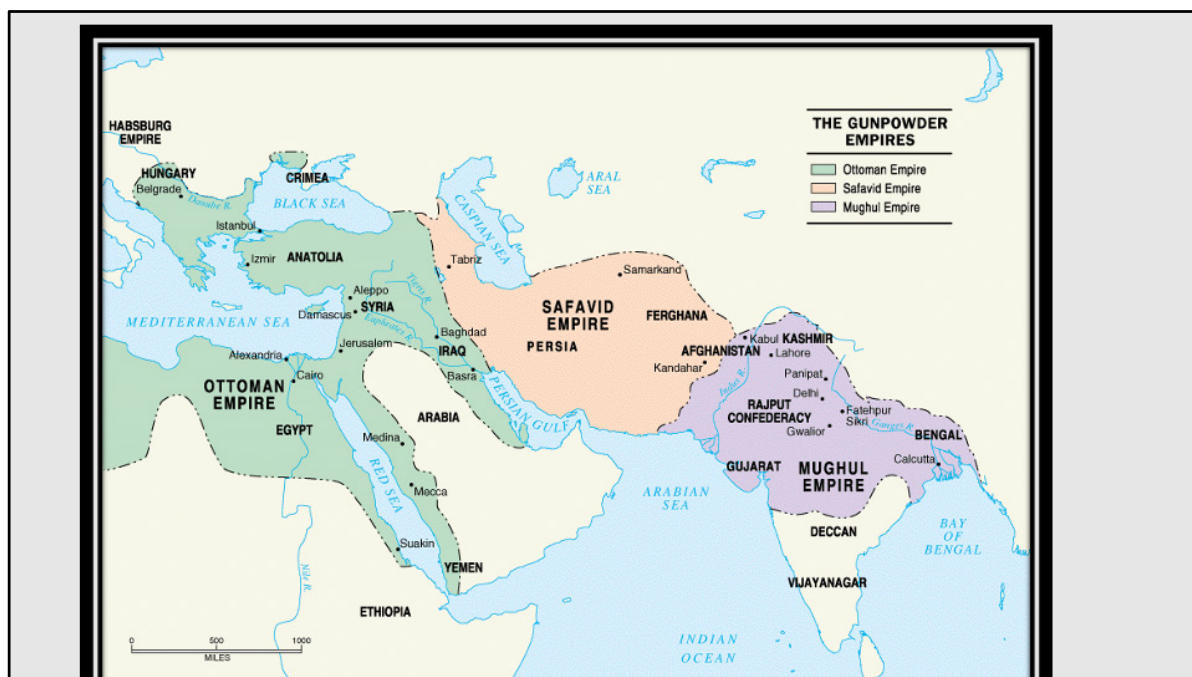 HABSBURG
EMPIRE
THE GUNPOWDER
EMPIRES
Ottoman Empire
Safavid Empire
Mughul Empire
HUNGARY
CRIMEA
ARAL
SEA
Belgrade
Danube R.
BLACK SEA
CASPIAN SEA
Istanbul
Izmir
ANATOLIA
Tabriz
Samarkand
Aleppo
Tigris R.
SYRIA
SAFAVID
EMPIRE
FERGHANA
Damascus
MEDITERRANEAN SEA
Euphrates R.
Baghdad
Kabul
KASHMIR
PERSIA
Jerusalem
IRAQ
AFGHANISTAN
Lahore
Alexandria
Kandahar
Cairo
Basra
Panipat
OTTOMAN
EMPIRE
PERSIAN GULF
Indus R.
Delhi
ARABIA
RAJPUT
CONFEDERACY
Fatehpur
Sikri
Ganges R.
EGYPT
Gwalior
BENGAL
Medina
Calcutta
GUJARAT
MUGHUL
EMPIRE
RED SEA
Mecca
ARABIAN
SEA
BAY
OF
BENGAL
DECCAN
Suakin
YEMEN
Nile R.
VIJAYANAGAR
ETHIOPIA
0 500 1000
MILES
INDIAN
OCEAN